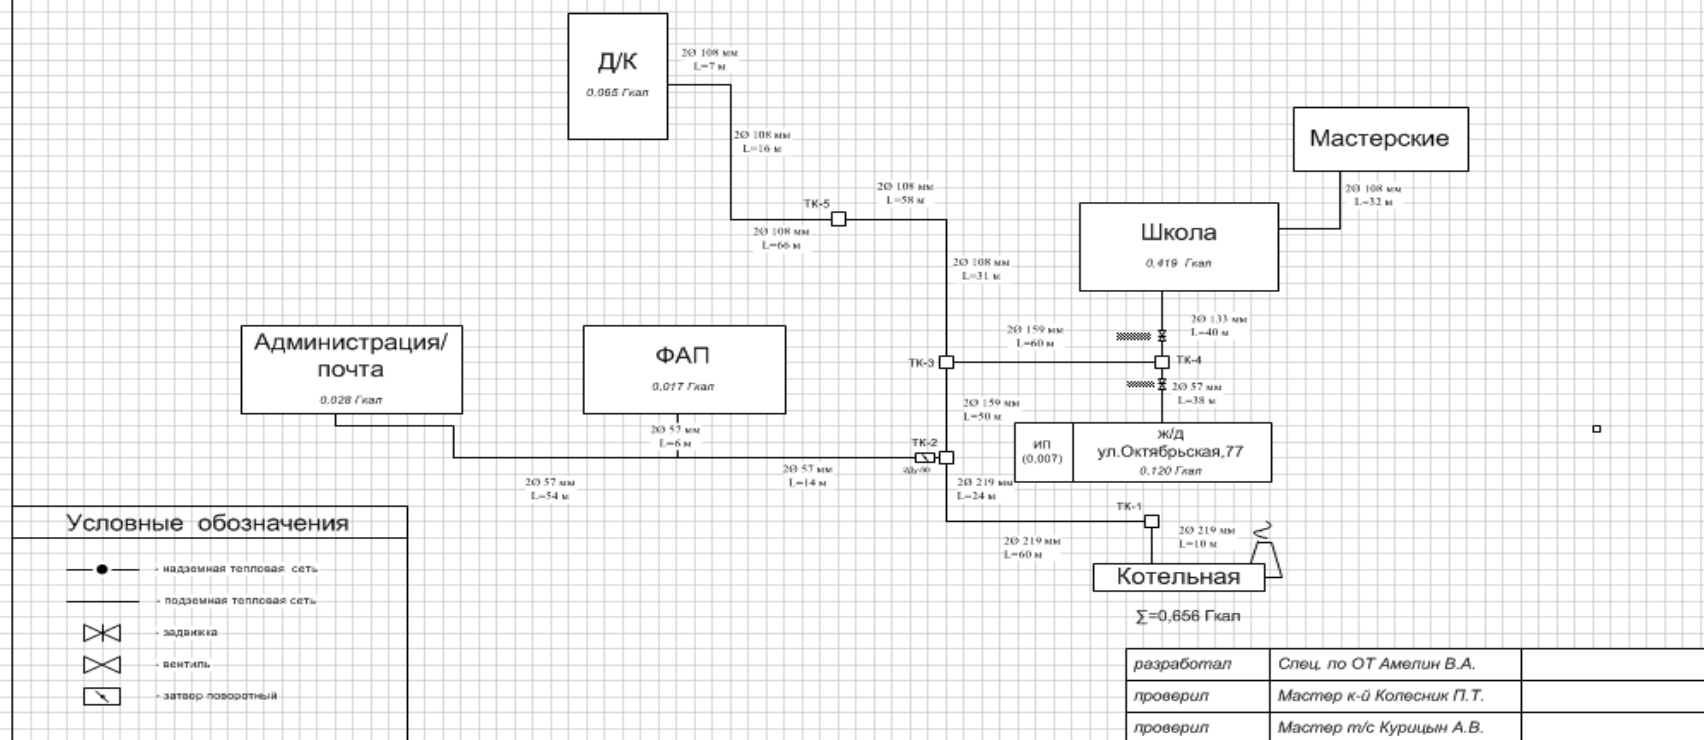 Д/К
0,065 Гкал
2Ø 108 мм
L=7 м
2Ø 108 мм
L=16 м
Мастерские
2Ø 108 мм
L=32 м
2Ø 108 мм
L=58 м
ТК-5
2Ø 108 мм
L=66 м
Школа
0,419 Гкал
2Ø 108 мм
L=31 м
2Ø 133 мм
L=40 м
2Ø 159 мм
L=60 м
ТК-3
ТК-4
Администрация/
почта
0,028 Гкал
ФАП
0,017 Гкал
2Ø 57 мм
L=38 м
2Ø 159 мм
L=50 м
2Ø 57 мм
L=6 м
ТК-2
ИП
(0,007)
ж/д
ул.Октябрьская,77
0,120 Гкал
2Ø 57 мм
L=14 м
2Ø 57 мм
L=54 м
2Ø 219 мм
L=24 м
ТК-1
2Ø 219 мм
L=10 м
2Ø 219 мм
L=60 м
Котельная
∑=0,656 Гкал
Условные обозначения
- надземная тепловая сеть
- подземная тепловая сеть
- задвижка
- вентиль
- затвор поворотный
разработал Спец. по ОТ Амелин В.А.
проверил Мастер к-й Колесник П.Т.
проверил Мастер т/с Курицын А.В.